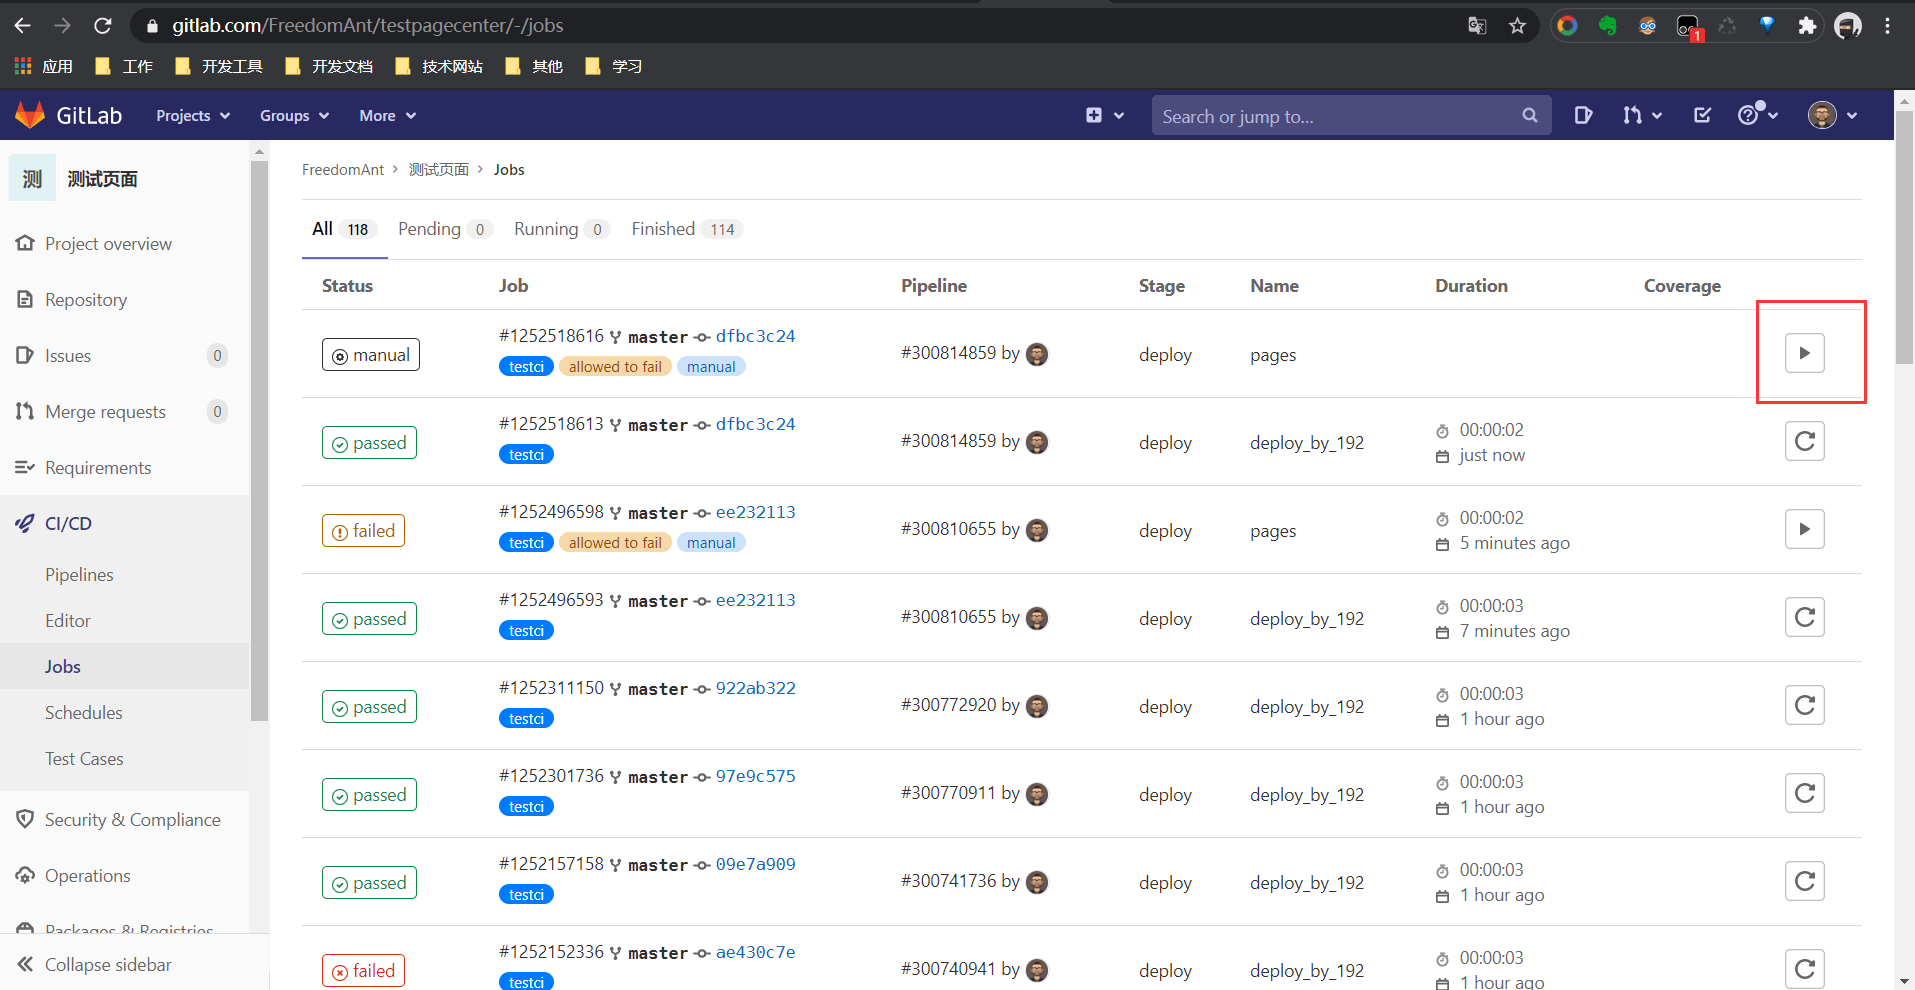 gitlab.com/FreedomAnt/testpagecenter/-/jobs
1
应用 工作 开发工具 开发文档 技术网站 其他 学习
GitLab Projects Groups More Search or jump to...
测 测试页面
Project overview
Repository
Issues 0
Merge requests 0
Requirements
CI/CD
Pipelines
Editor
Jobs
Schedules
Test Cases
Security & Compliance
Operations
Packages & Registries
Collapse sidebar
FreedomAnt › 测试页面 › Jobs
All 118 Pending 0 Running 0 Finished 114
Status Job Pipeline Stage Name Duration Coverage
manual #1252518616 master dfbc3c24 #300814859 by deploy pages
testci allowed to fail manual
passed #1252518613 master dfbc3c24 #300814859 by deploy deploy_by_192 00:00:02
testci just now
failed #1252496598 master ee232113 #300810655 by deploy pages 00:00:02
testci allowed to fail manual 5 minutes ago
passed #1252496593 master ee232113 #300810655 by deploy deploy_by_192 00:00:03
testci 7 minutes ago
passed #1252311150 master 922ab322 #300772920 by deploy deploy_by_192 00:00:03
testci 1 hour ago
passed #1252301736 master 97e9c575 #300770911 by deploy deploy_by_192 00:00:03
testci 1 hour ago
passed #1252157158 master 09e7a909 #300741736 by deploy deploy_by_192 00:00:03
testci 1 hour ago
failed #1252152336 master ae430c7e #300740941 by deploy deploy_by_192 00:00:03
testci 1 hour ago